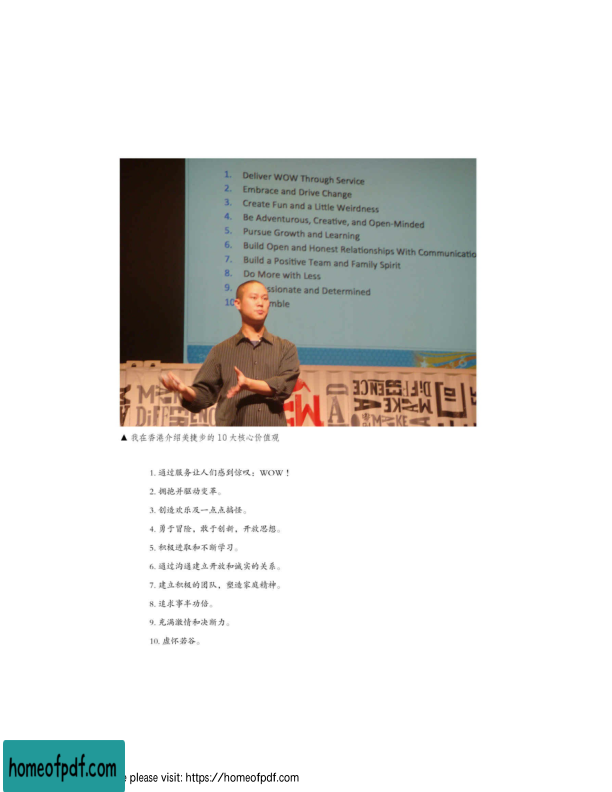 1. Deliver WOW Through Service
2. Embrace and Drive Change
3. Create Fun and a Little Weirdness
4. Be Adventurous, Creative, and Open-Minded
5. Pursue Growth and Learning
6. Build Open and Honest Relationships With Communicatio
7. Build a Positive Team and Family Spirit
8. Do More with Less
9. ssionate and Determined
10 mble
MAKE
DiFFERENCE
MAKE
A
▲ 我在香港介绍美捷步的 10 大核心价值观
1. 通过服务让人们感到惊叹：WOW！
2. 拥抱并驱动变革。
3. 创造欢乐及一点点搞怪。
4. 勇于冒险，敢于创新，开放思想。
5. 积极进取和不断学习。
6. 通过沟通建立开放和诚实的关系。
7. 建立积极的团队，塑造家庭精神。
8. 追求事半功倍。
9. 充满激情和决断力。
10. 虚怀若谷。
homeofpdf.com
e please visit: https://homeofpdf.com